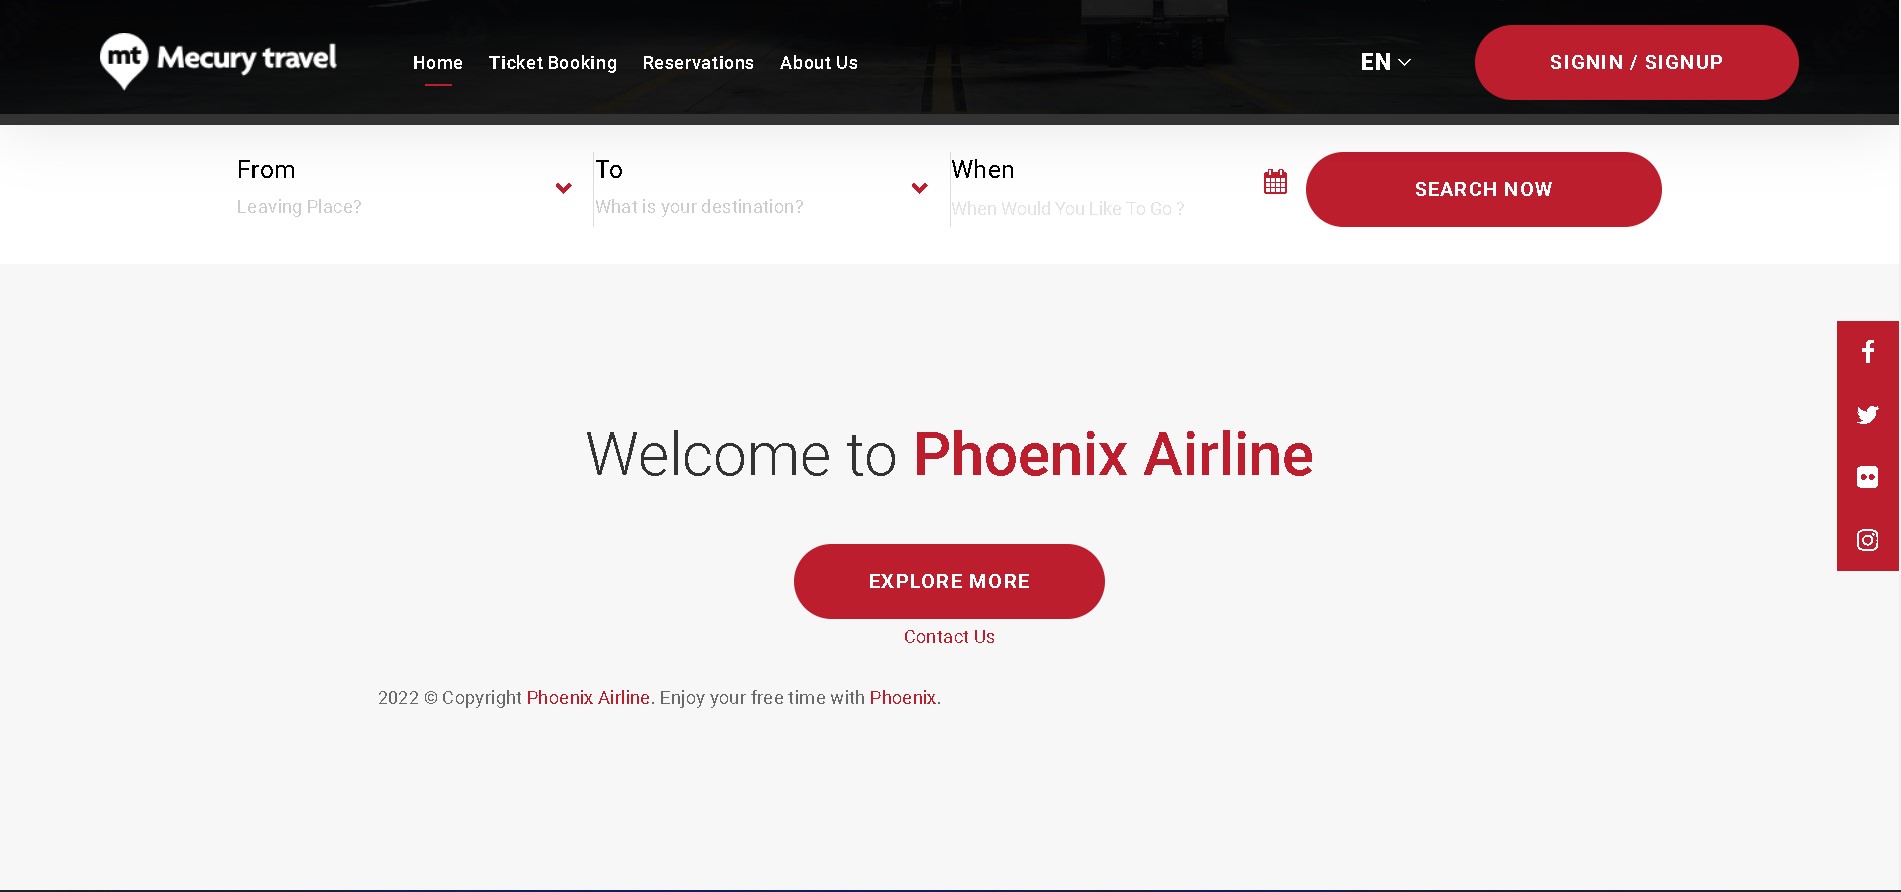 mt Mecury travel
Home Ticket Booking Reservations About Us
EN
SIGNIN / SIGNUP
From
Leaving Place?
To
What is your destination?
When
When Would You Like To Go ?
SEARCH NOW
Welcome to Phoenix Airline
EXPLORE MORE
Contact Us
2022 © Copyright Phoenix Airline. Enjoy your free time with Phoenix.